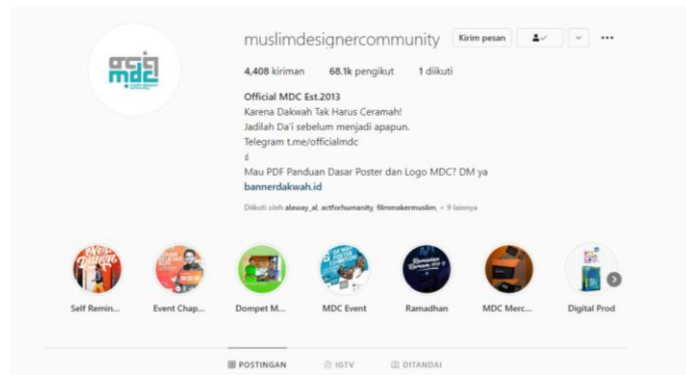 mdc
muslimdesignercommunity
Kirim pesan
4,408 kiriman 68.1k pengikut 1 diikuti
Official MDC Est.2013
Karena Dakwah Tak Harus Ceramah!
Jadilah Da'i sebelum menjadi apapun.
Telegram t.me/officialmdc
Mau PDF Panduan Dasar Poster dan Logo MDC? DM ya
bannerdakwah.id
Diikuti oleh alaway_al, actforhumanity, filmmakermuslim, + 9 lainnya
Self Remin... Event Chap... Dompet M... MDC Event Ramadhan MDC Merc... Digital Prod
POSTINGAN IGTV DITANDAI